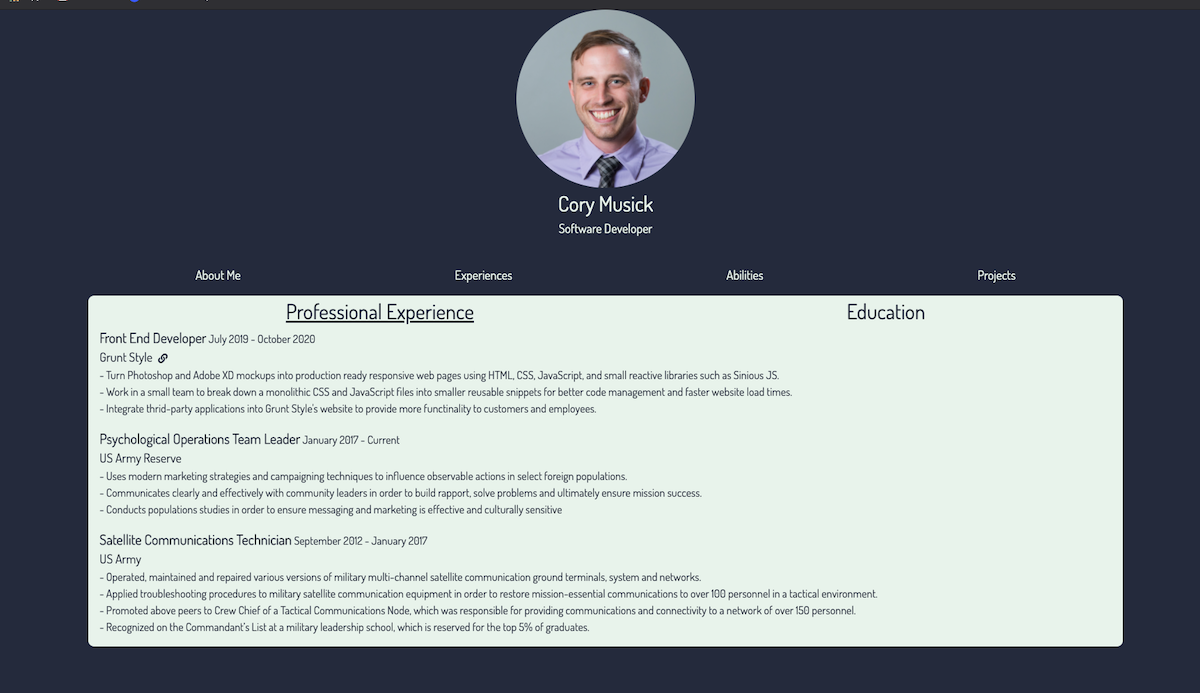 Cory Musick
Software Developer
About Me Experiences Abilities Projects
Professional Experience Education
Front End Developer July 2019 - October 2020
Grunt Style
- Turn Photoshop and Adobe XD mockups into production ready responsive web pages using HTML, CSS, JavaScript, and small reactive libraries such as Sinious JS.
- Work in a small team to break down a monolithic CSS and JavaScript files into smaller reusable snippets for better code management and faster website load times.
- Integrate thrid-party applications into Grunt Style's website to provide more functinality to customers and employees.
Psychological Operations Team Leader January 2017 - Current
US Army Reserve
- Uses modern marketing strategies and campaigning techniques to influence observable actions in select foreign populations.
- Communicates clearly and effectively with community leaders in order to build rapport, solve problems and ultimately ensure mission success.
- Conducts populations studies in order to ensure messaging and marketing is effective and culturally sensitive
Satellite Communications Technician September 2012 - January 2017
US Army
- Operated, maintained and repaired various versions of military multi-channel satellite communication ground terminals, system and networks.
- Applied troubleshooting procedures to military satellite communication equipment in order to restore mission-essential communications to over 100 personnel in a tactical environment.
- Promoted above peers to Crew Chief of a Tactical Communications Node, which was responsible for providing communications and connectivity to a network of over 150 personnel.
- Recognized on the Commandant's List at a military leadership school, which is reserved for the top 5% of graduates.